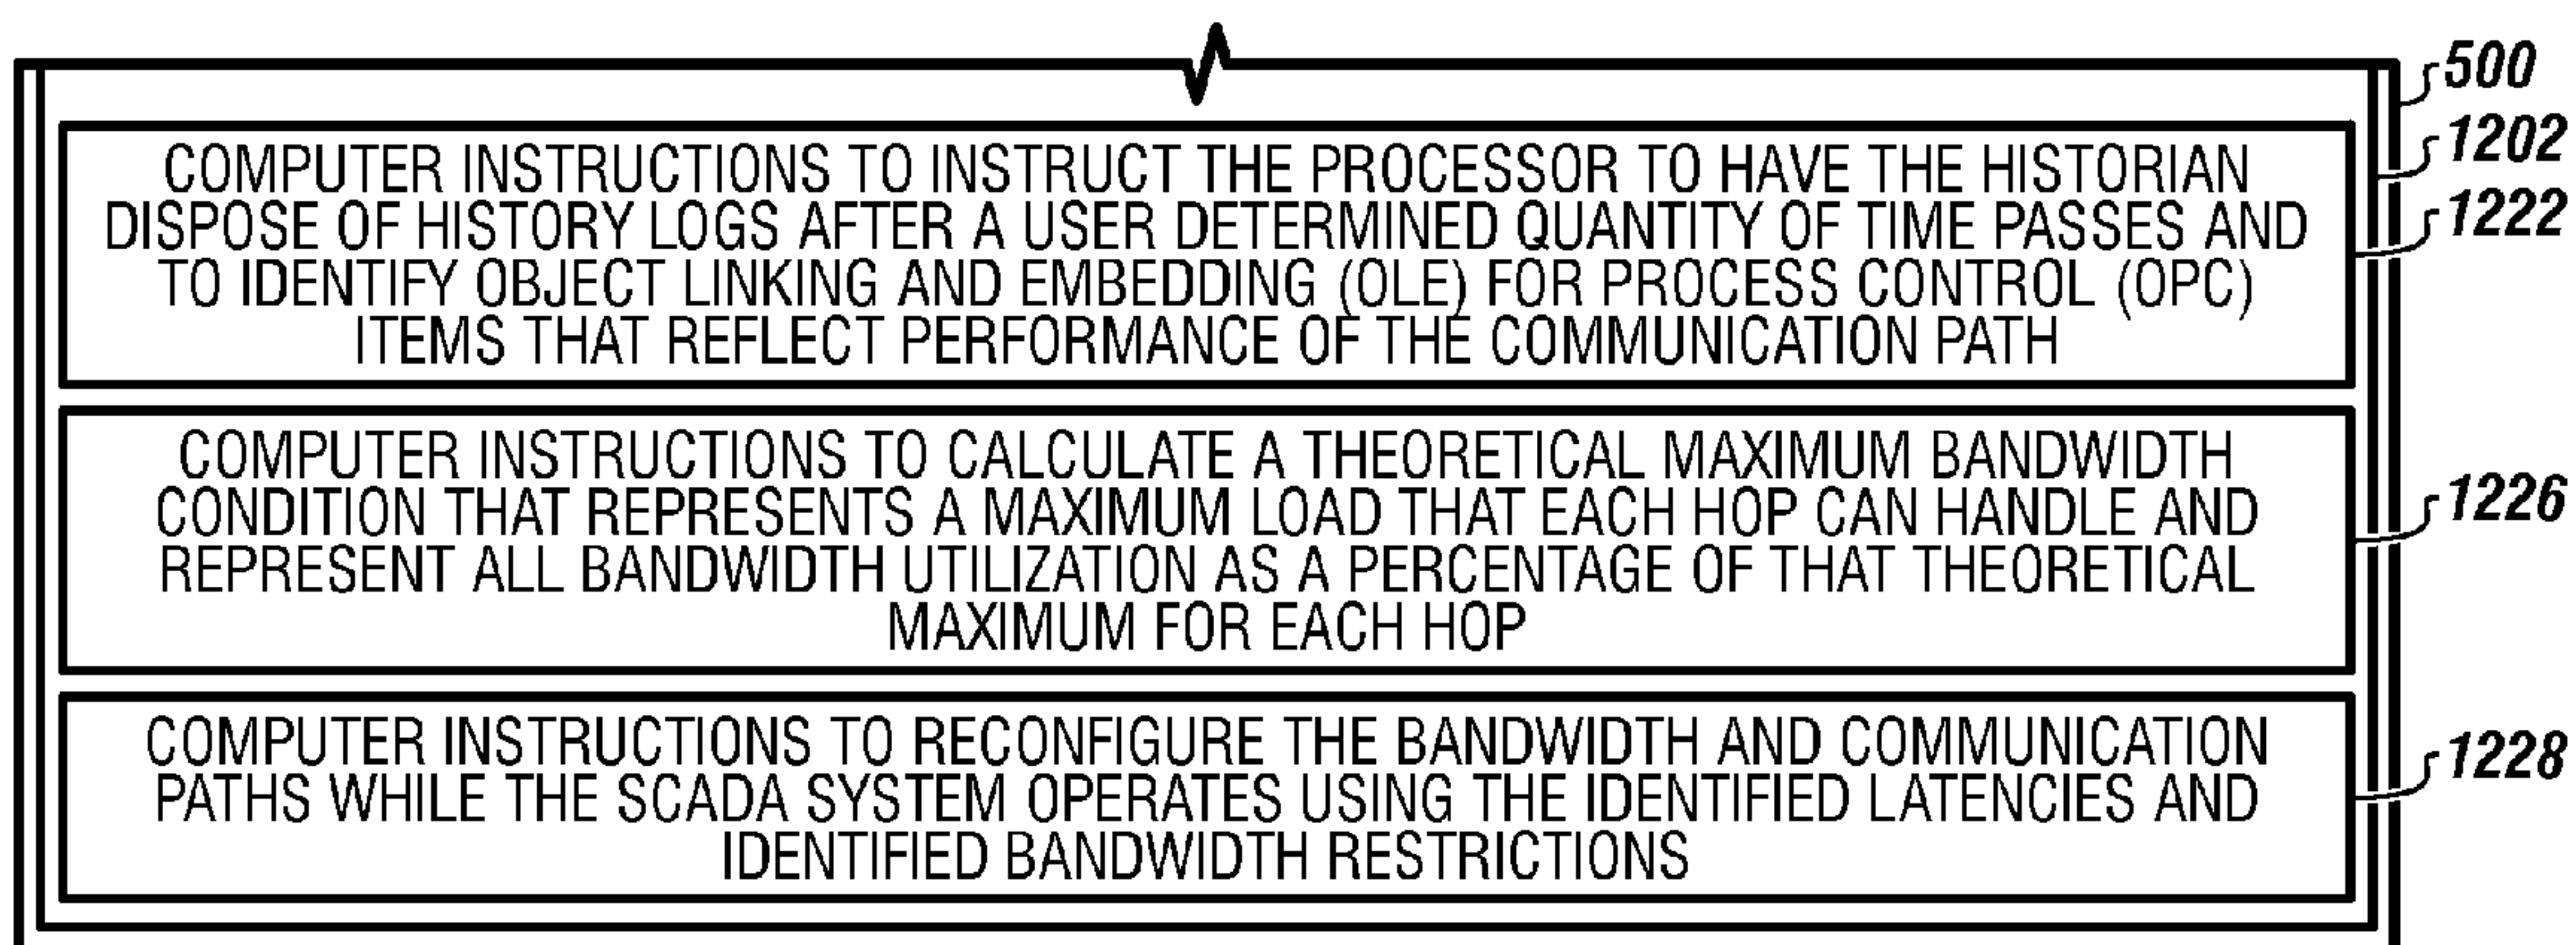 500
1202
COMPUTER INSTRUCTIONS TO INSTRUCT THE PROCESSOR TO HAVE THE HISTORIAN
DISPOSE OF HISTORY LOGS AFTER A USER DETERMINED QUANTITY OF TIME PASSES AND
TO IDENTIFY OBJECT LINKING AND EMBEDDING (OLE) FOR PROCESS CONTROL (OPC)
ITEMS THAT REFLECT PERFORMANCE OF THE COMMUNICATION PATH
1222
COMPUTER INSTRUCTIONS TO CALCULATE A THEORETICAL MAXIMUM BANDWIDTH
CONDITION THAT REPRESENTS A MAXIMUM LOAD THAT EACH HOP CAN HANDLE AND
REPRESENT ALL BANDWIDTH UTILIZATION AS A PERCENTAGE OF THAT THEORETICAL
MAXIMUM FOR EACH HOP
1226
COMPUTER INSTRUCTIONS TO RECONFIGURE THE BANDWIDTH AND COMMUNICATION
PATHS WHILE THE SCADA SYSTEM OPERATES USING THE IDENTIFIED LATENCIES AND
IDENTIFIED BANDWIDTH RESTRICTIONS
1228